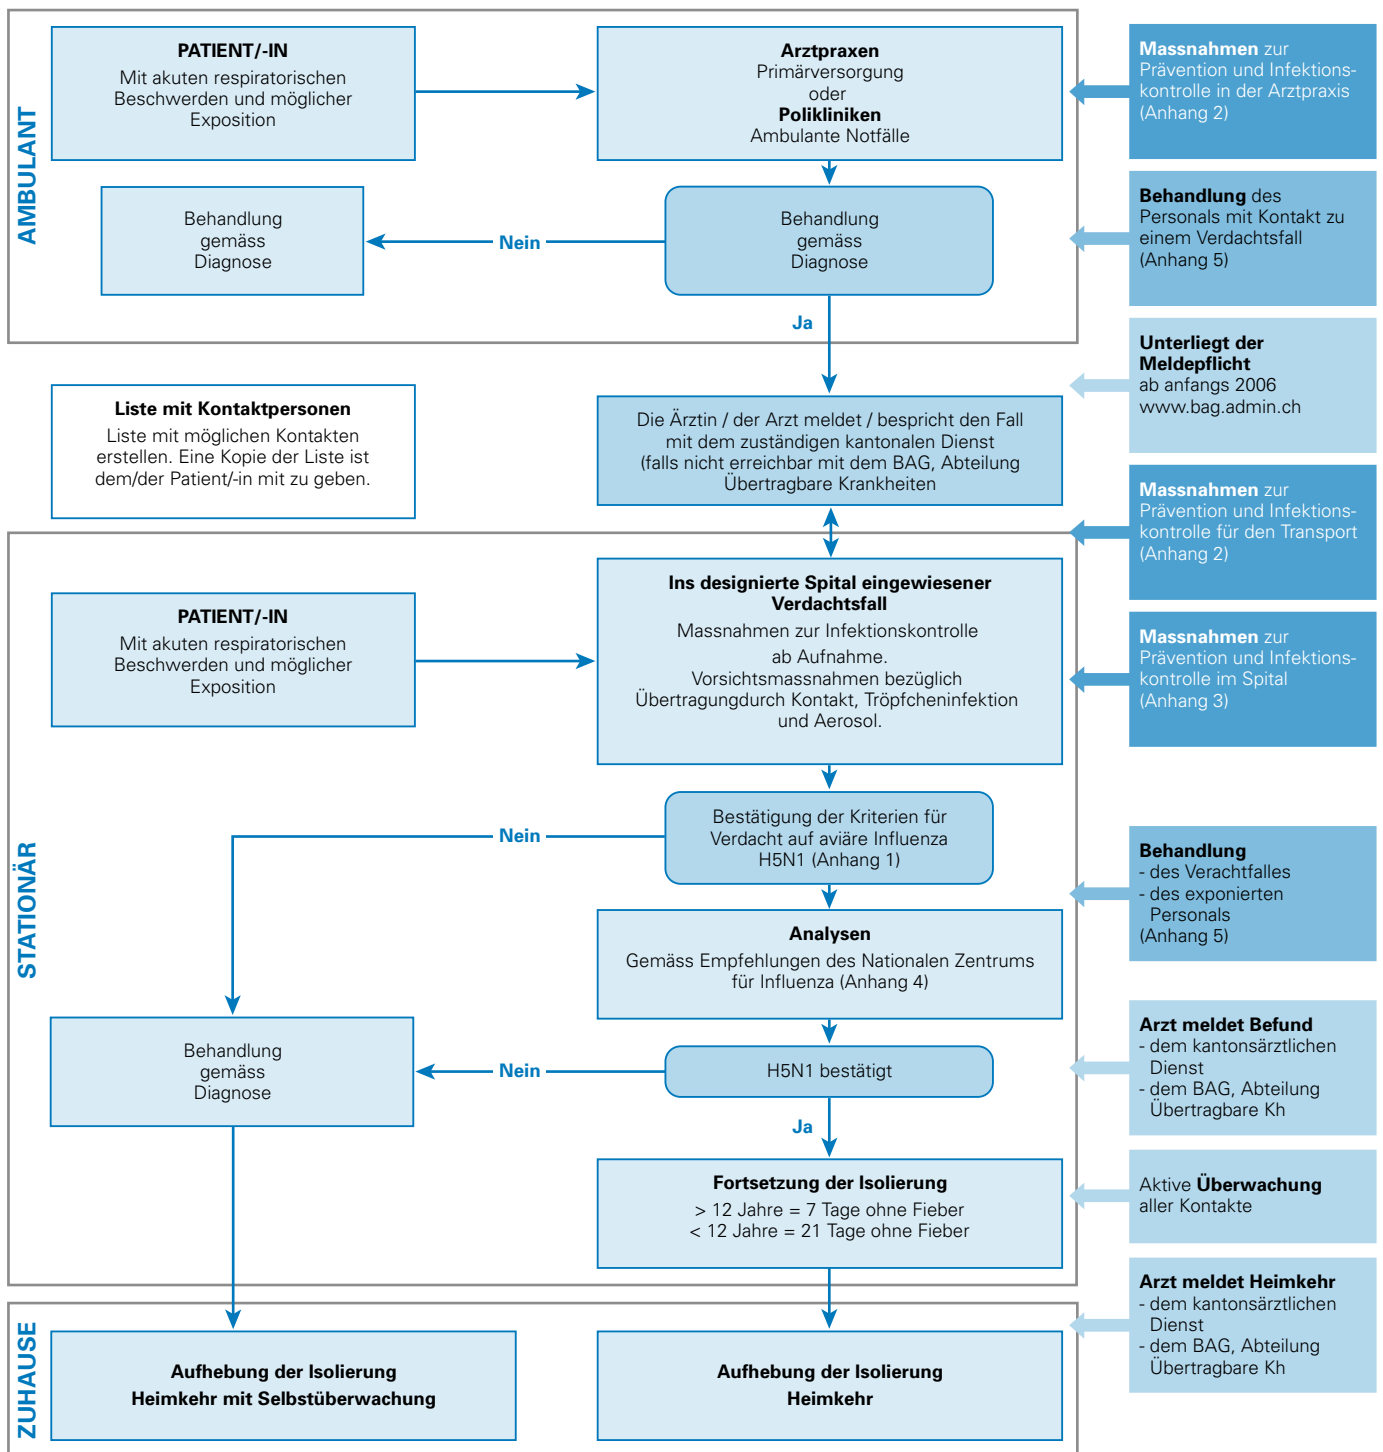 AMBULANT
PATIENT/-IN
Mit akuten respiratorischen
Beschwerden und möglicher
Exposition
Arztpraxen
Primärversorgung
oder
Polikliniken
Ambulante Notfälle
Massnahmen zur
Prävention und Infektions-
kontrolle in der Arztpraxis
(Anhang 2)
Behandlung
gemäss
Diagnose
Nein
Behandlung
gemäss
Diagnose
Behandlung des
Personals mit Kontakt zu
einem Verdachtsfall
(Anhang 5)
Ja
Unterliegt der
Meldepflicht
ab anfangs 2006
www.bag.admin.ch
Liste mit Kontaktpersonen
Liste mit möglichen Kontakten
erstellen. Eine Kopie der Liste ist
dem/der Patient/-in mit zu geben.
Die Ärztin / der Arzt meldet / bespricht den Fall
mit dem zuständigen kantonalen Dienst
(falls nicht erreichbar mit dem BAG, Abteilung
Übertragbare Krankheiten
Massnahmen zur
Prävention und Infektions-
kontrolle für den Transport
(Anhang 2)
STATIONÄR
PATIENT/-IN
Mit akuten respiratorischen
Beschwerden und möglicher
Exposition
Ins designierte Spital eingewiesener
Verdachtsfall
Massnahmen zur Infektionskontrolle
ab Aufnahme.
Vorsichtsmassnahmen bezüglich
Übertragungdurch Kontakt, Tröpfcheninfektion
und Aerosol.
Massnahmen zur
Prävention und Infektions-
kontrolle im Spital
(Anhang 3)
Nein
Bestätigung der Kriterien für
Verdacht auf aviäre Influenza
H5N1 (Anhang 1)
Behandlung
- des Verachtfalles
- des exponierten
Personals
(Anhang 5)
Analysen
Gemäss Empfehlungen des Nationalen Zentrums
für Influenza (Anhang 4)
Behandlung
gemäss
Diagnose
Nein
H5N1 bestätigt
Arzt meldet Befund
- dem kantonsärztlichen
Dienst
- dem BAG, Abteilung
Übertragbare Kh
Ja
Fortsetzung der Isolierung
> 12 Jahre = 7 Tage ohne Fieber
< 12 Jahre = 21 Tage ohne Fieber
Aktive Überwachung
aller Kontakte
ZUHAUSE
Aufhebung der Isolierung
Heimkehr mit Selbstüberwachung
Aufhebung der Isolierung
Heimkehr
Arzt meldet Heimkehr
- dem kantonsärztlichen
Dienst
- dem BAG, Abteilung
Übertragbare Kh